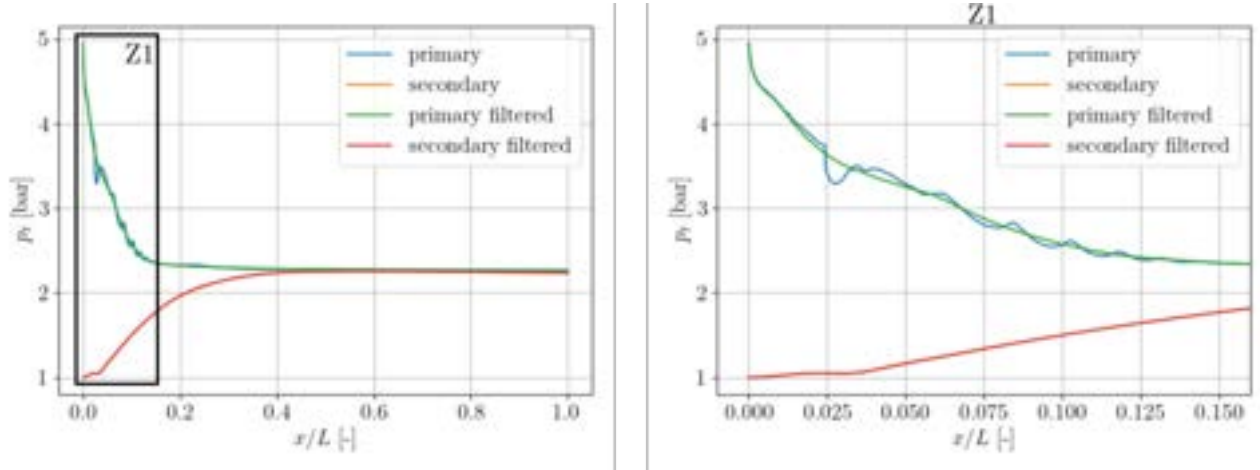 Z1
primary
secondary
primary filtered
secondary filtered
5
4
3
2
1
p_t [bar]
0.0 0.2 0.4 0.6 0.8 1.0
x/L [-]
Z1
primary
secondary
primary filtered
secondary filtered
5
4
3
2
1
p_t [bar]
0.000 0.025 0.050 0.075 0.100 0.125 0.150
x/L [-]